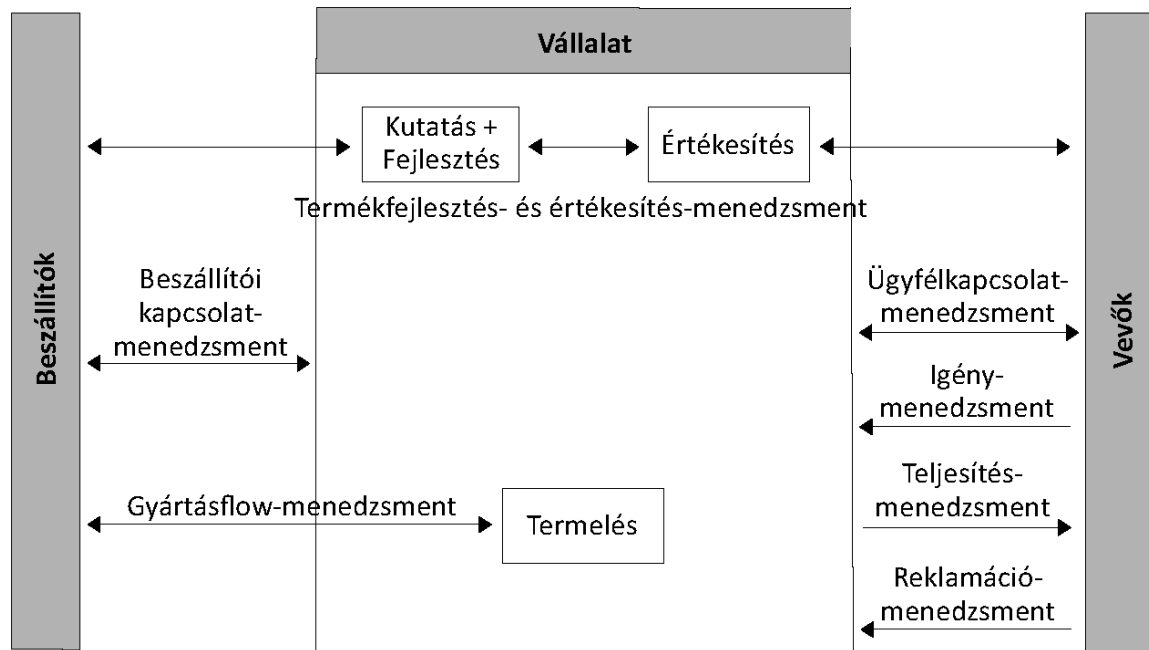 Vállalat
Beszállítók
Kutatás +
Fejlesztés
Értékesítés
Termékfejlesztés- és értékesítés-menedzsment
Beszállítói
kapcsolat-
menedzsment
Ügyfélkapcsolat-
menedzsment
Igény-
menedzsment
Gyártásflow-menedzsment
Termelés
Teljesítés-
menedzsment
Reklamáció-
menedzsment
Vevők